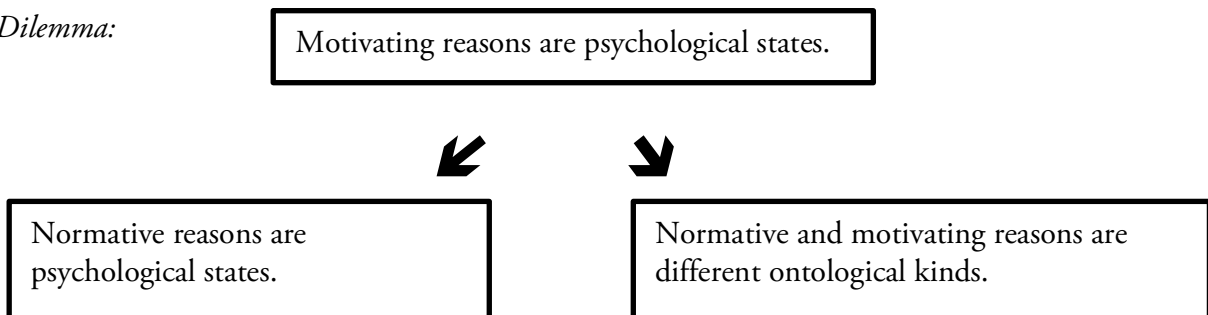 Dilemma:
Motivating reasons are psychological states.
Normative reasons are
psychological states.
Normative and motivating reasons are
different ontological kinds.